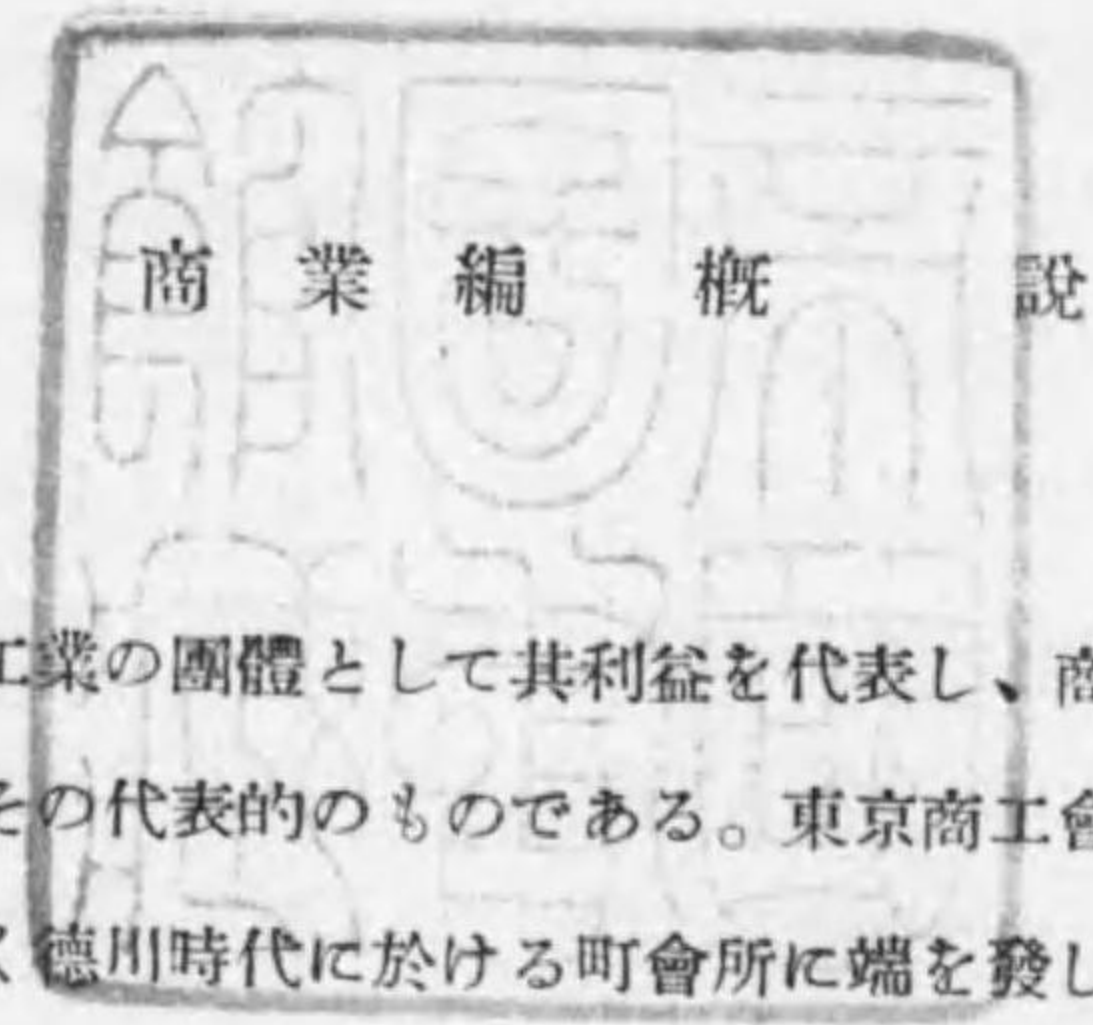 商業編概説
工業の團體として共利益を代表し、商
その代表的のものである。東京商工會
德川時代に於ける町會所に端を發し